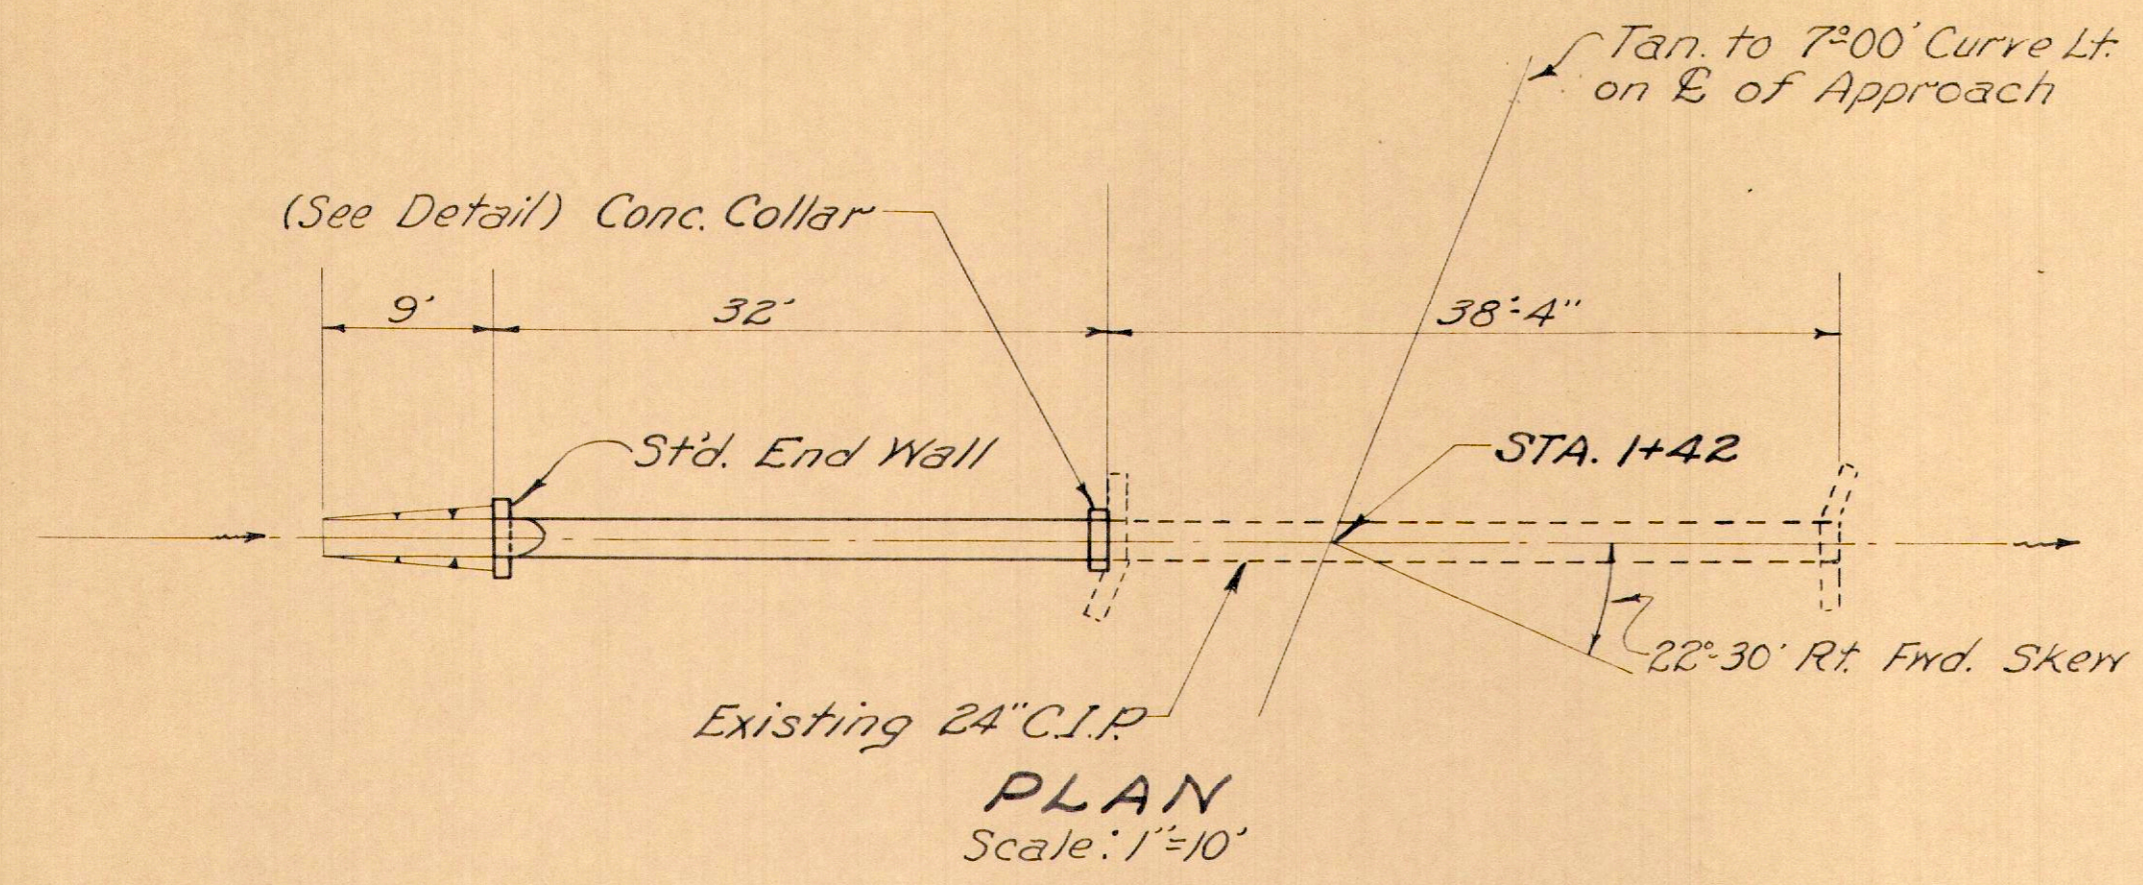 Tan. to 7°00' Curve Lt.
on ℄ of Approach
(See Detail) Conc. Collar
9'
32'
38'-4"
St'd. End Wall
STA. 1+42
22°-30' Rt. Fwd. Skew
Existing 24" C.I.P.
PLAN
Scale: 1"=10'